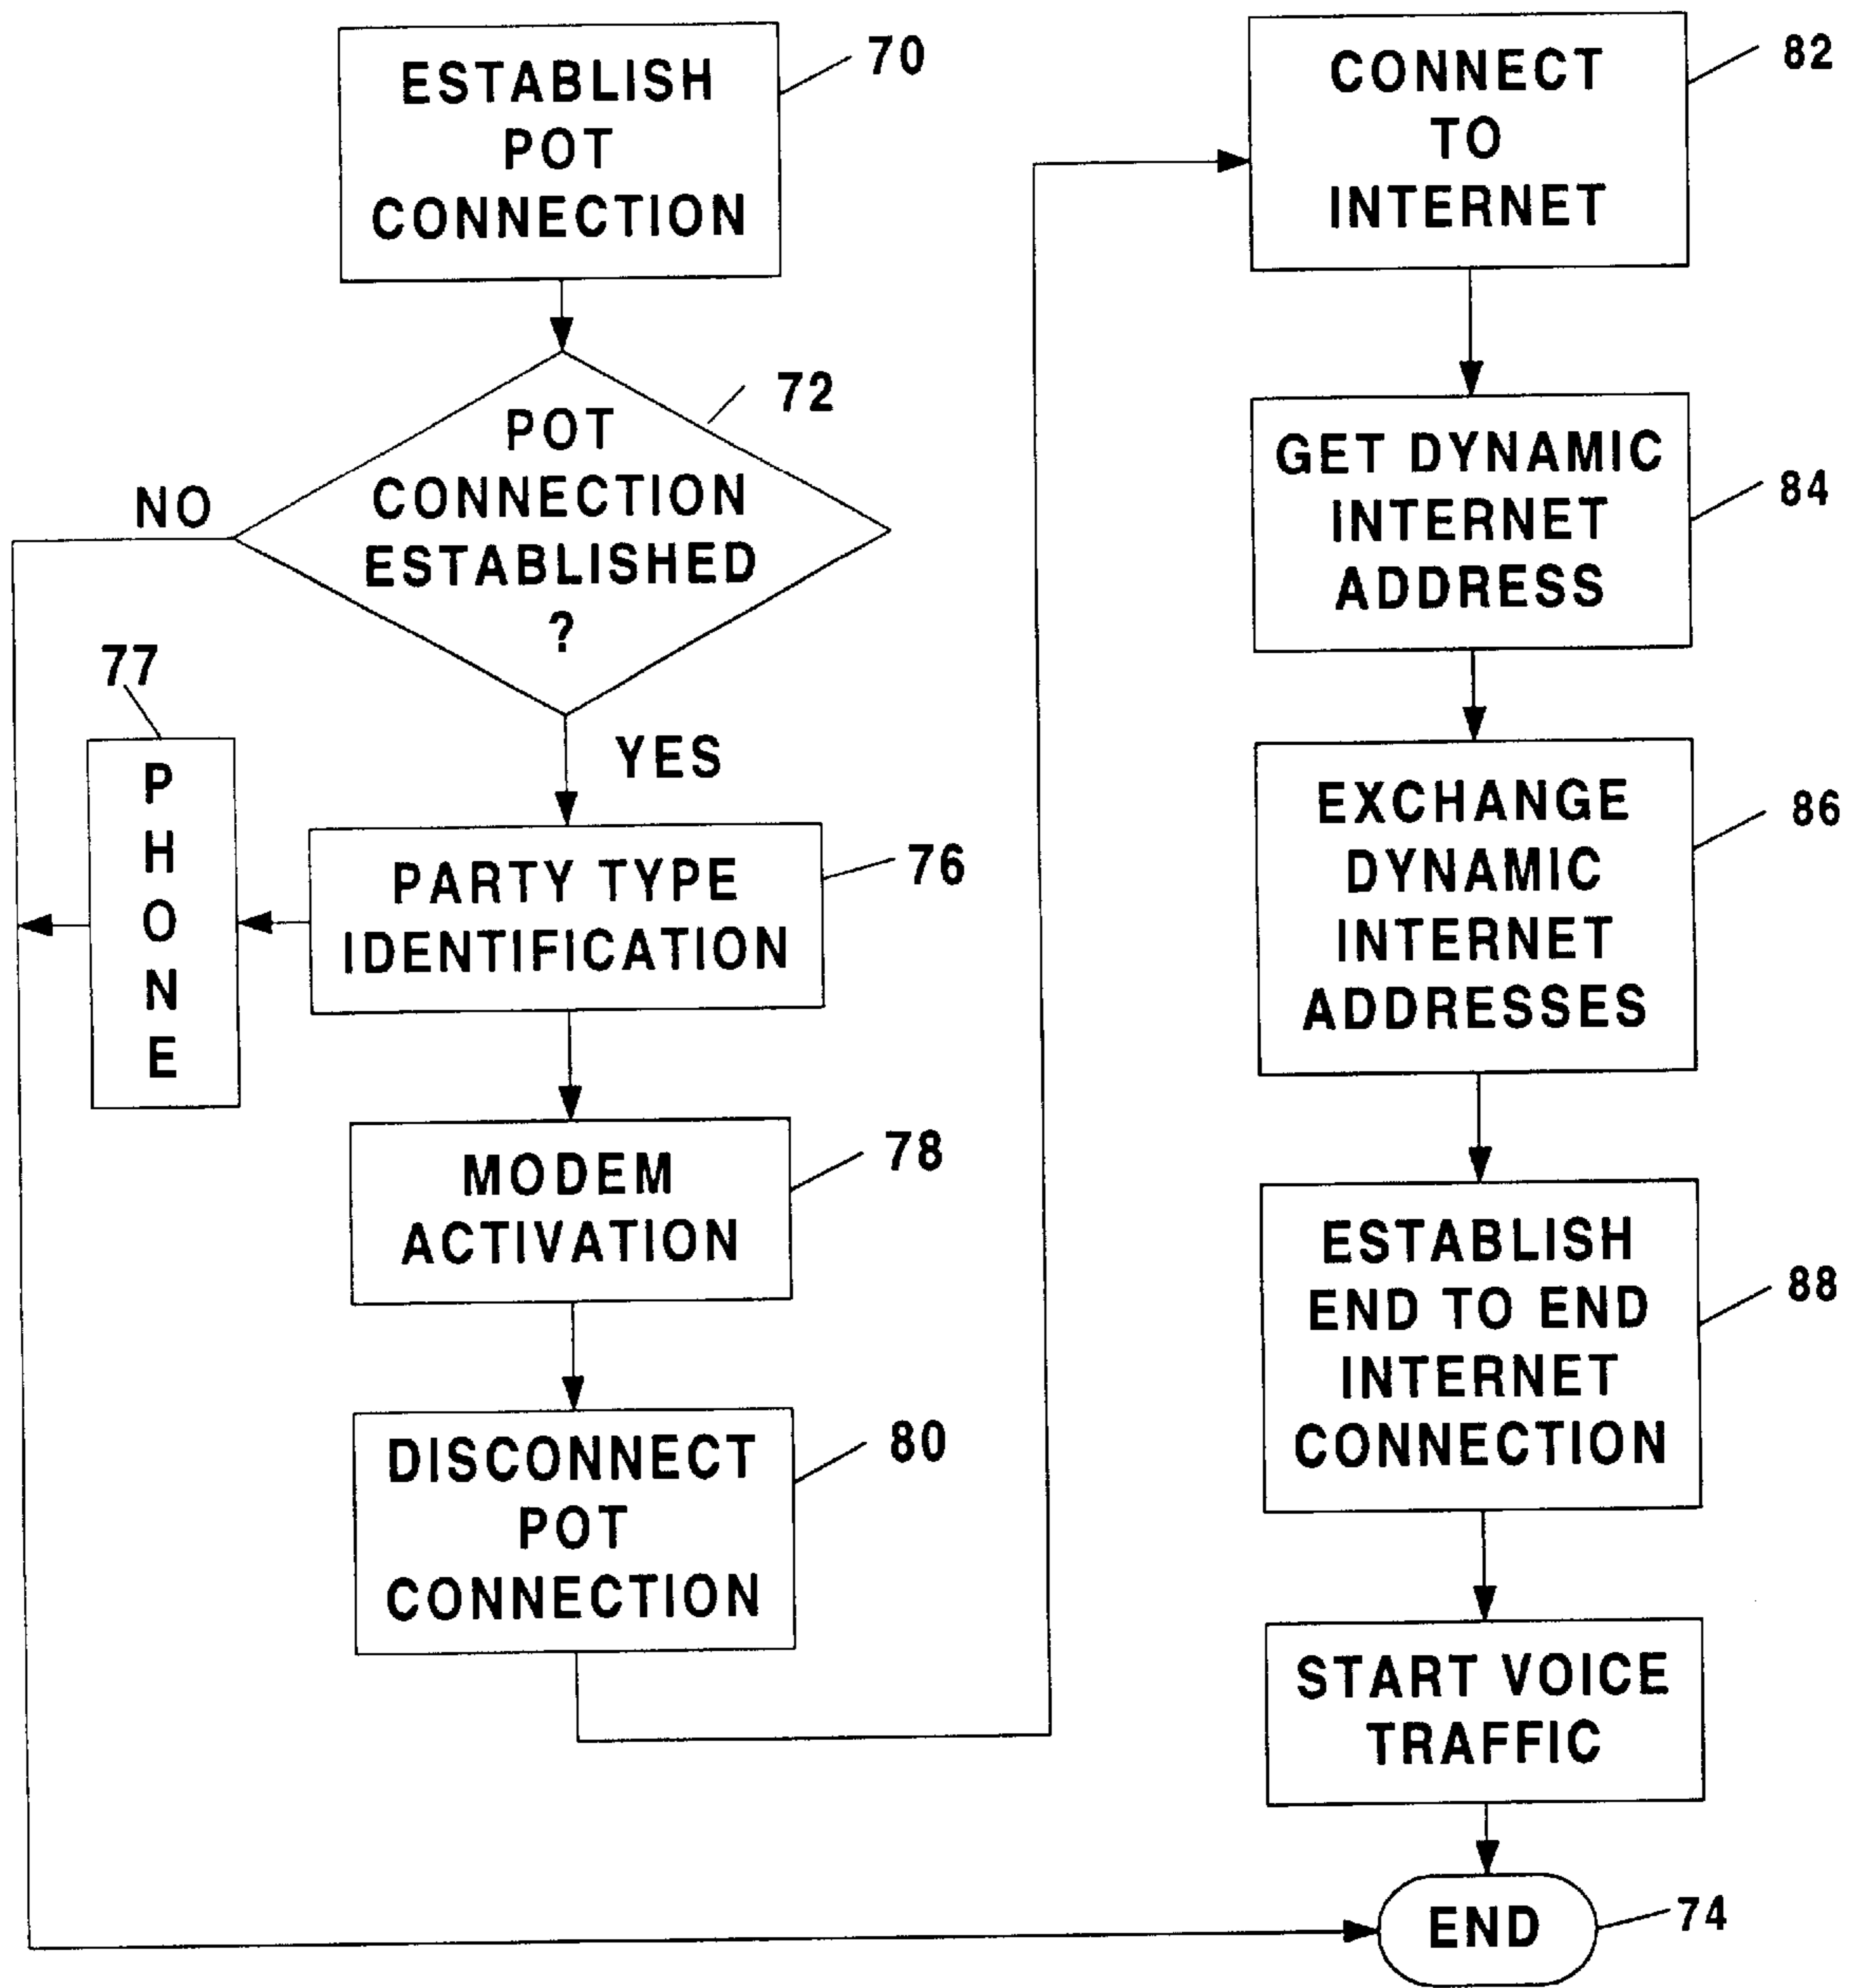 ESTABLISH
POT
CONNECTION
70
POT
CONNECTION
ESTABLISHED
?
72
NO
YES
77
PHONE
PARTY TYPE
IDENTIFICATION
76
MODEM
ACTIVATION
78
DISCONNECT
POT
CONNECTION
80
CONNECT
TO
INTERNET
82
GET DYNAMIC
INTERNET
ADDRESS
84
EXCHANGE
DYNAMIC
INTERNET
ADDRESSES
86
ESTABLISH
END TO END
INTERNET
CONNECTION
88
START VOICE
TRAFFIC
END
74